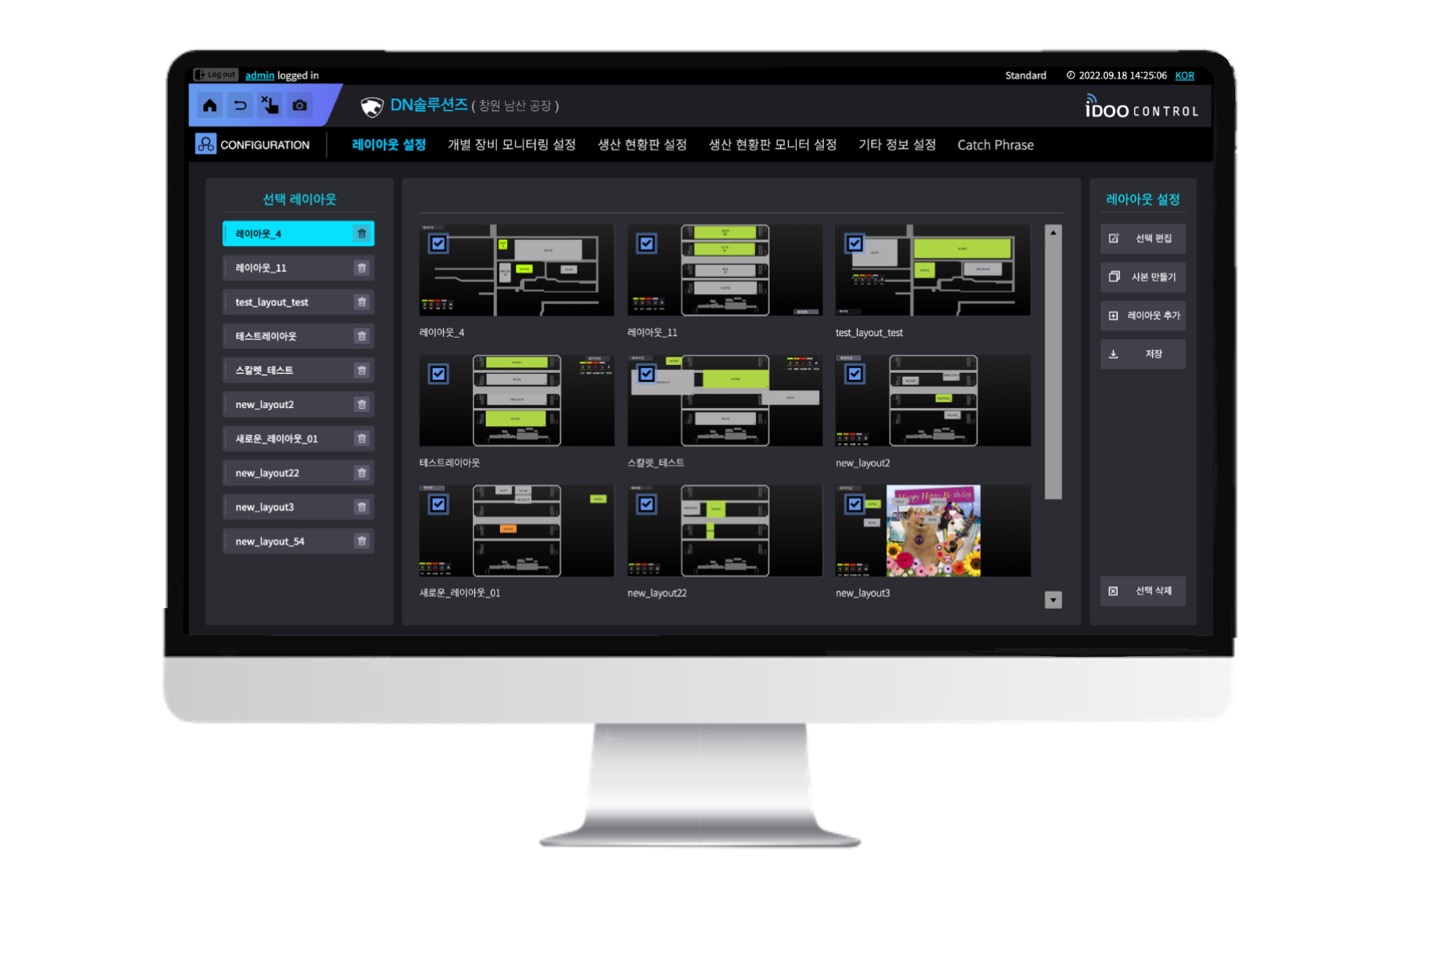 Log out admin logged in
Standard 2022.09.18 14:25:06 KOR
DN솔루션즈 ( 창원 남산 공장 )
iDOO CONTROL
CONFIGURATION
레이아웃 설정 개별 장비 모니터링 설정 생산 현황판 설정 생산 현황판 모니터 설정 기타 정보 설정 Catch Phrase
선택 레이아웃
레이아웃_4
레이아웃_11
test_layout_test
테스트레이아웃
스칼렛_테스트
new_layout2
새로운_레이아웃_01
new_layout22
new_layout3
new_layout_54
레이아웃_4
레이아웃_11
test_layout_test
테스트레이아웃
스칼렛_테스트
new_layout2
Happy Hippy Birthday
새로운_레이아웃_01
new_layout22
new_layout3
레아아웃 설정
선택 편집
사본 만들기
레이아웃 추가
저장
선택 삭제